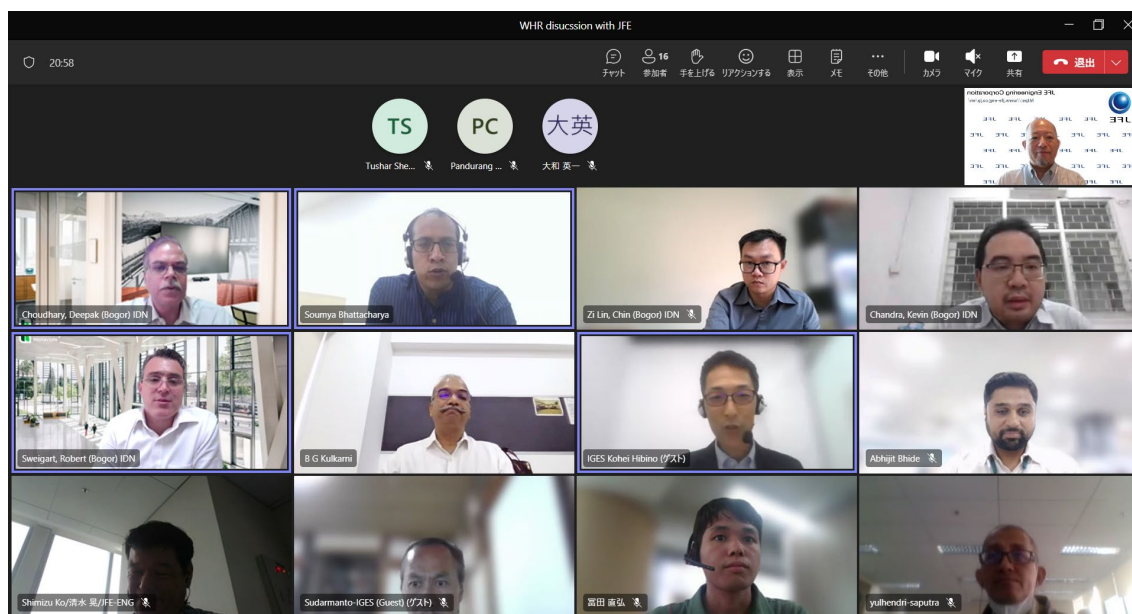 WHR disucssion with JFE
20:58
チャット
16
参加者
手を上げる
リアクションする
表示
メモ
その他
カメラ
マイク
共有
退出
TS
PC
大英
Tushar She...
Pandurang ...
大和 英一
JFE Engineering Corporation
JFE
Choudhary, Deepak (Bogor) IDN
Soumya Bhattacharya
Zi Lin, Chin (Bogor) IDN
Chandra, Kevin (Bogor) IDN
Sweigart, Robert (Bogor) IDN
B G Kulkarni
IGES Kohei Hibino (ゲスト)
Abhijit Bhide
Shimizu Ko/清水 晃/JFE-ENG
Sudarmanto-IGES (Guest) (ゲスト)
冨田 直弘
yulhendri-saputra